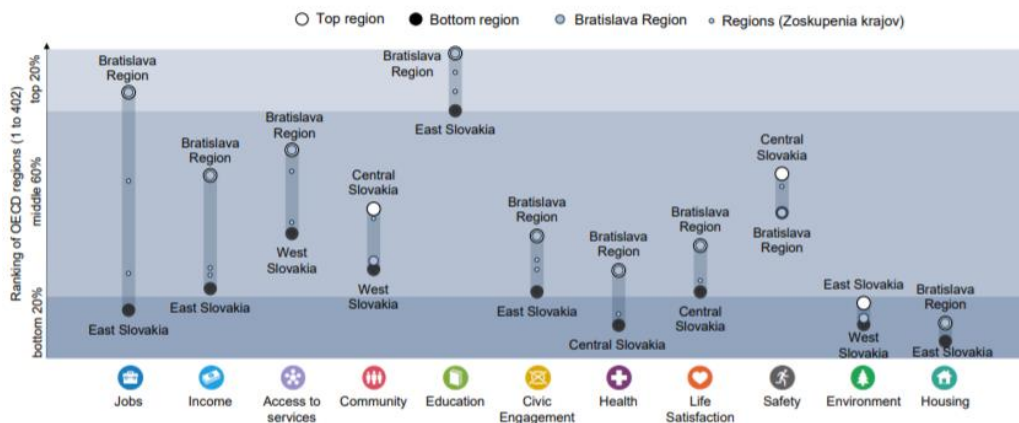 Top region
Bottom region
Bratislava Region
Regions (Zoskupenia krajov)
Ranking of OECD regions (1 to 402)
top 20%
middle 60%
bottom 20%
Bratislava
Region
East Slovakia
Bratislava
Region
East Slovakia
Bratislava
Region
West
Slovakia
Central
Slovakia
West
Slovakia
Bratislava
Region
East Slovakia
Bratislava
Region
East Slovakia
Bratislava
Region
Central Slovakia
Bratislava
Region
Central
Slovakia
Central
Slovakia
Bratislava
Region
East Slovakia
West
Slovakia
Bratislava
Region
East Slovakia
Jobs
Income
Access to
services
Community
Education
Civic
Engagement
Health
Life
Satisfaction
Safety
Environment
Housing